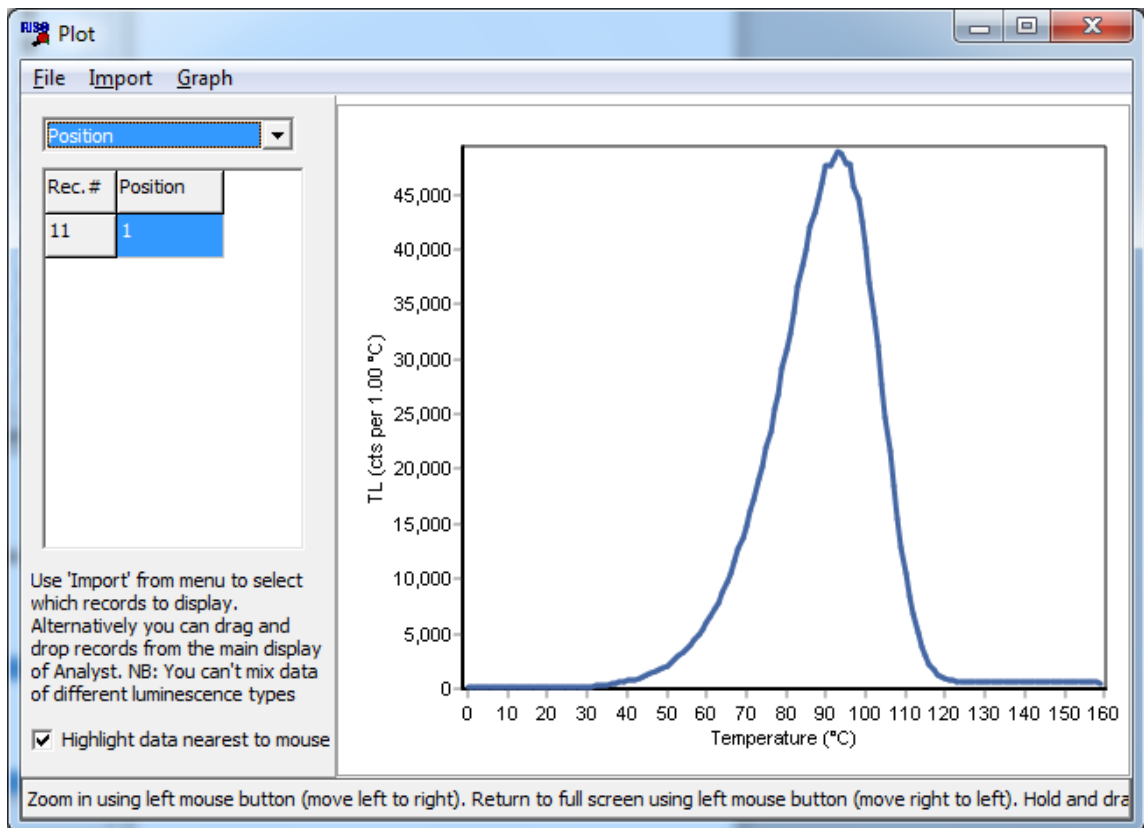 RISØ Plot
File Import Graph
Position
Rec. # Position
11 1
Use 'Import' from menu to select
which records to display.
Alternatively you can drag and
drop records from the main display
of Analyst. NB: You can't mix data
of different luminescence types
Highlight data nearest to mouse
TL (cts per 1.00 °C)
45,000
40,000
35,000
30,000
25,000
20,000
15,000
10,000
5,000
0
0 10 20 30 40 50 60 70 80 90 100 110 120 130 140 150 160
Temperature (°C)
Zoom in using left mouse button (move left to right). Return to full screen using left mouse button (move right to left). Hold and dra